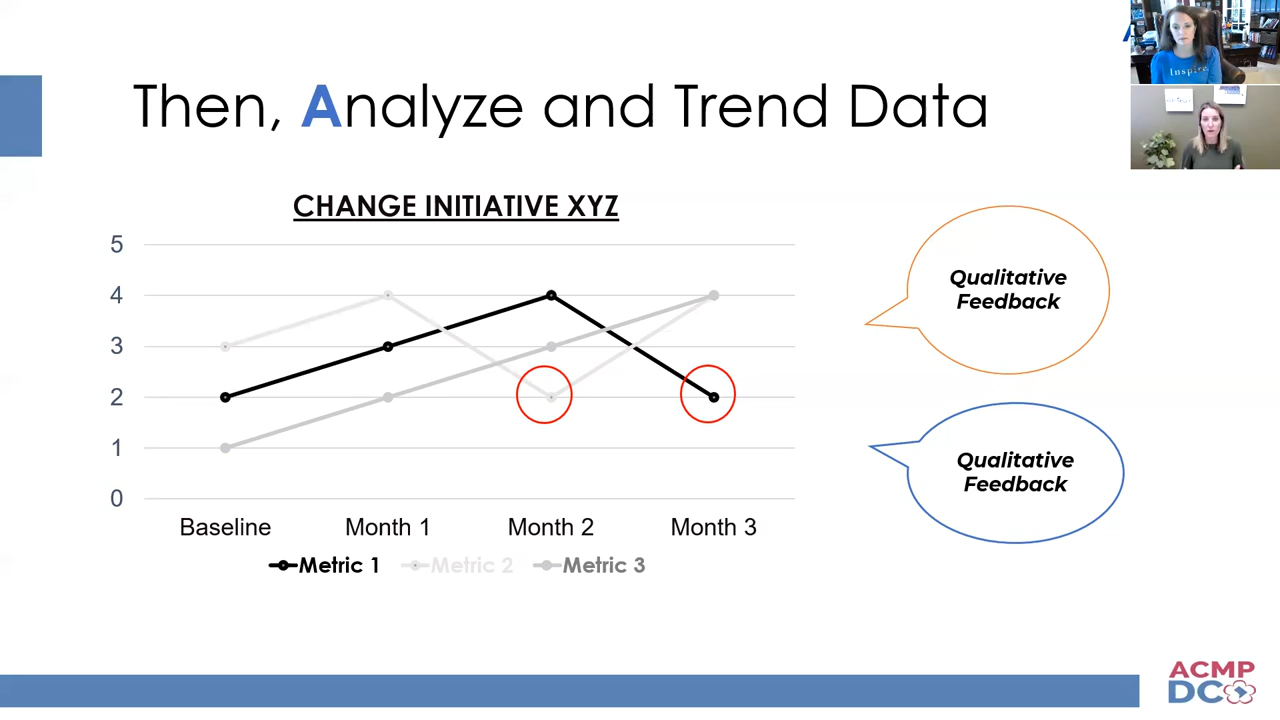 Then, Analyze and Trend Data
Inspire
CHANGE INITIATIVE XYZ
5
4
3
2
1
0
Baseline Month 1 Month 2 Month 3
Metric 1 Metric 2 Metric 3
Qualitative
Feedback
Qualitative
Feedback
ACMP
DC